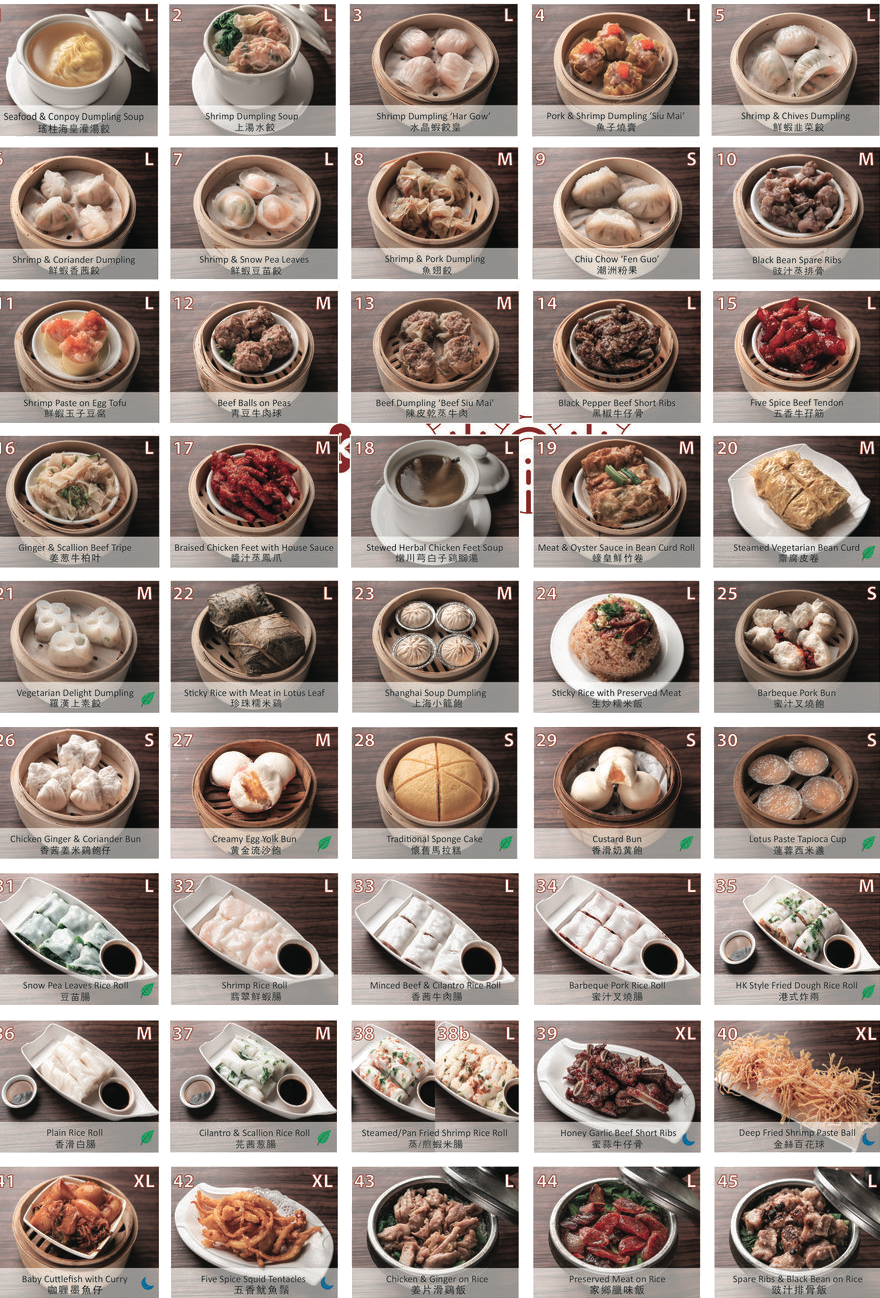 2 L
3 L
4 L
5 L
Seafood & Conpoy Dumpling Soup
瑤柱海皇灌湯餃
Shrimp Dumpling Soup
上湯水餃
Shrimp Dumpling 'Har Gow'
水晶蝦餃皇
Pork & Shrimp Dumpling 'Siu Mai'
魚子燒賣
Shrimp & Chives Dumpling
鮮蝦韭菜餃
6 L
7 L
8 M
9 S
10 M
Shrimp & Coriander Dumpling
鮮蝦香茜餃
Shrimp & Snow Pea Leaves
鮮蝦豆苗餃
Shrimp & Pork Dumpling
魚翅餃
Chiu Chow 'Fen Guo'
潮洲粉果
Black Bean Spare Ribs
豉汁蒸排骨
11 L
12 M
13 M
14 L
15 L
Shrimp Paste on Egg Tofu
鮮蝦玉子豆腐
Beef Balls on Peas
青豆牛肉球
Beef Dumpling 'Beef Siu Mai'
陳皮乾蒸牛肉
Black Pepper Beef Short Ribs
黑椒牛仔骨
Five Spice Beef Tendon
五香牛孖筋
16 L
17 M
18 L
19 M
20 M
Ginger & Scallion Beef Tripe
姜葱牛柏叶
Braised Chicken Feet with House Sauce
醬汁蒸鳳爪
Stewed Herbal Chicken Feet Soup
燉川芎白子鷄腳湯
Meat & Oyster Sauce in Bean Curd Roll
蠔皇鮮竹卷
Steamed Vegetarian Bean Curd
齋腐皮卷
21 M
22 L
23 M
24 L
25 S
Vegetarian Delight Dumpling
羅漢上素餃
Sticky Rice with Meat in Lotus Leaf
珍珠糯米鷄
Shanghai Soup Dumpling
上海小籠飽
Sticky Rice with Preserved Meat
生炒糯米飯
Barbeque Pork Bun
蜜汁叉燒飽
26 S
27 M
28 S
29 S
30 S
Chicken Ginger & Coriander Bun
香茜姜米鷄飽仔
Creamy Egg Yolk Bun
黄金流沙飽
Traditional Sponge Cake
懷舊馬拉糕
Custard Bun
香滑奶黄飽
Lotus Paste Tapioca Cup
蓮蓉西米盞
31 L
32 L
33 L
34 L
35 M
Snow Pea Leaves Rice Roll
豆苗腸
Shrimp Rice Roll
翡翠鮮蝦腸
Minced Beef & Cilantro Rice Roll
香茜牛肉腸
Barbeque Pork Rice Roll
蜜汁叉燒腸
HK Style Fried Dough Rice Roll
港式炸兩
36 M
37 M
38 38b L
39 XL
40 XL
Plain Rice Roll
香滑白腸
Cilantro & Scallion Rice Roll
芫茜葱腸
Steamed/Pan Fried Shrimp Rice Roll
蒸/煎蝦米腸
Honey Garlic Beef Short Ribs
蜜蒜牛仔骨
Deep Fried Shrimp Paste Ball
金絲百花球
41 XL
42 XL
43 L
44 L
45 L
Baby Cuttlefish with Curry
咖喱墨魚仔
Five Spice Squid Tentacles
五香魷魚鬚
Chicken & Ginger on Rice
姜片滑鷄飯
Preserved Meat on Rice
家鄉臘味飯
Spare Ribs & Black Bean on Rice
豉汁排骨飯